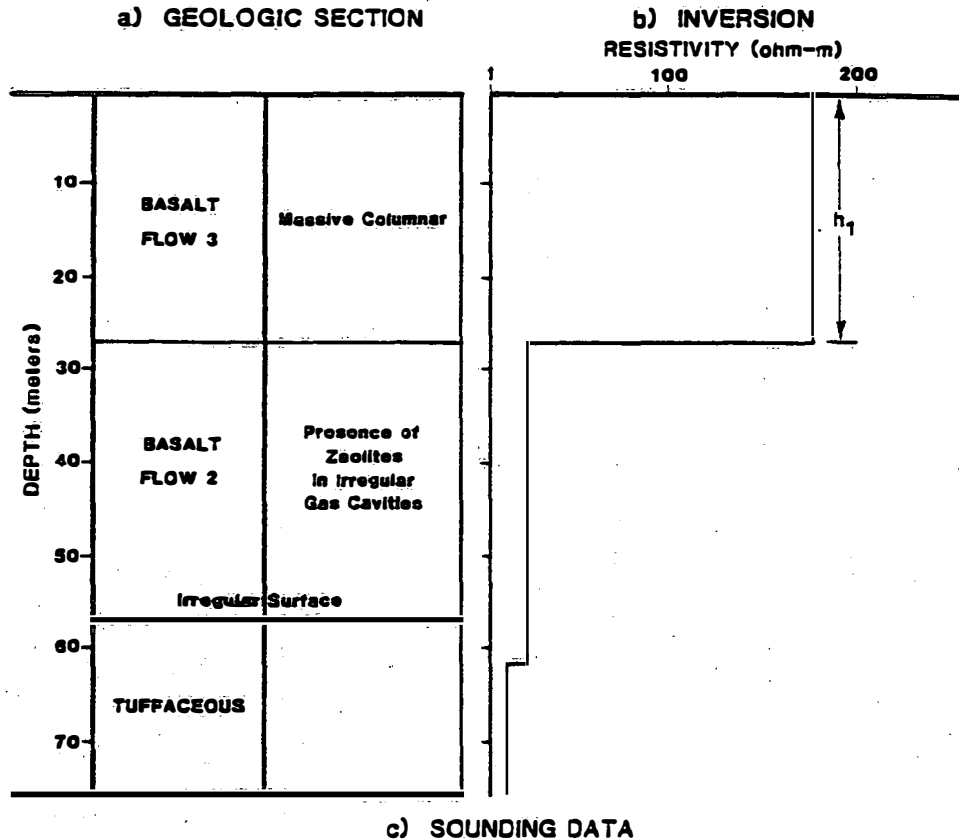 a) GEOLOGIC SECTION
b) INVERSION
RESISTIVITY (ohm-m)
1 100 200
10
BASALT
FLOW 3
Massive Columnar
h1
20
DEPTH (meters)
30
BASALT
FLOW 2
Presence of
Zeolites
in Irregular
Gas Cavities
40
50
Irregular Surface
60
TUFFACEOUS
70
c) SOUNDING DATA